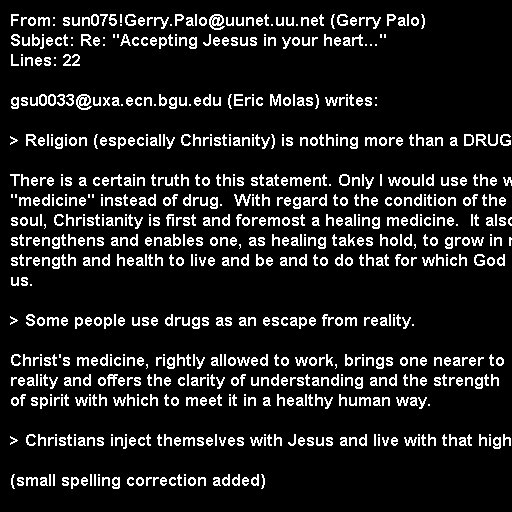 From: sun075!Gerry.Palo@uunet.uu.net (Gerry Palo)
Subject: Re: "Accepting Jeesus in your heart..."
Lines: 22

gsu0033@uxa.ecn.bgu.edu (Eric Molas) writes:

> Religion (especially Christianity) is nothing more than a DRUG

There is a certain truth to this statement. Only I would use the
"medicine" instead of drug.  With regard to the condition of the
soul, Christianity is first and foremost a healing medicine.  It
strengthens and enables one, as healing takes hold, to grow in
strength and health to live and be and to do that for which God
us.

> Some people use drugs as an escape from reality.

Christ's medicine, rightly allowed to work, brings one nearer to
reality and offers the clarity of understanding and the strength
of spirit with which to meet it in a healthy human way.

> Christians inject themselves with Jesus and live with that high

(small spelling correction added)